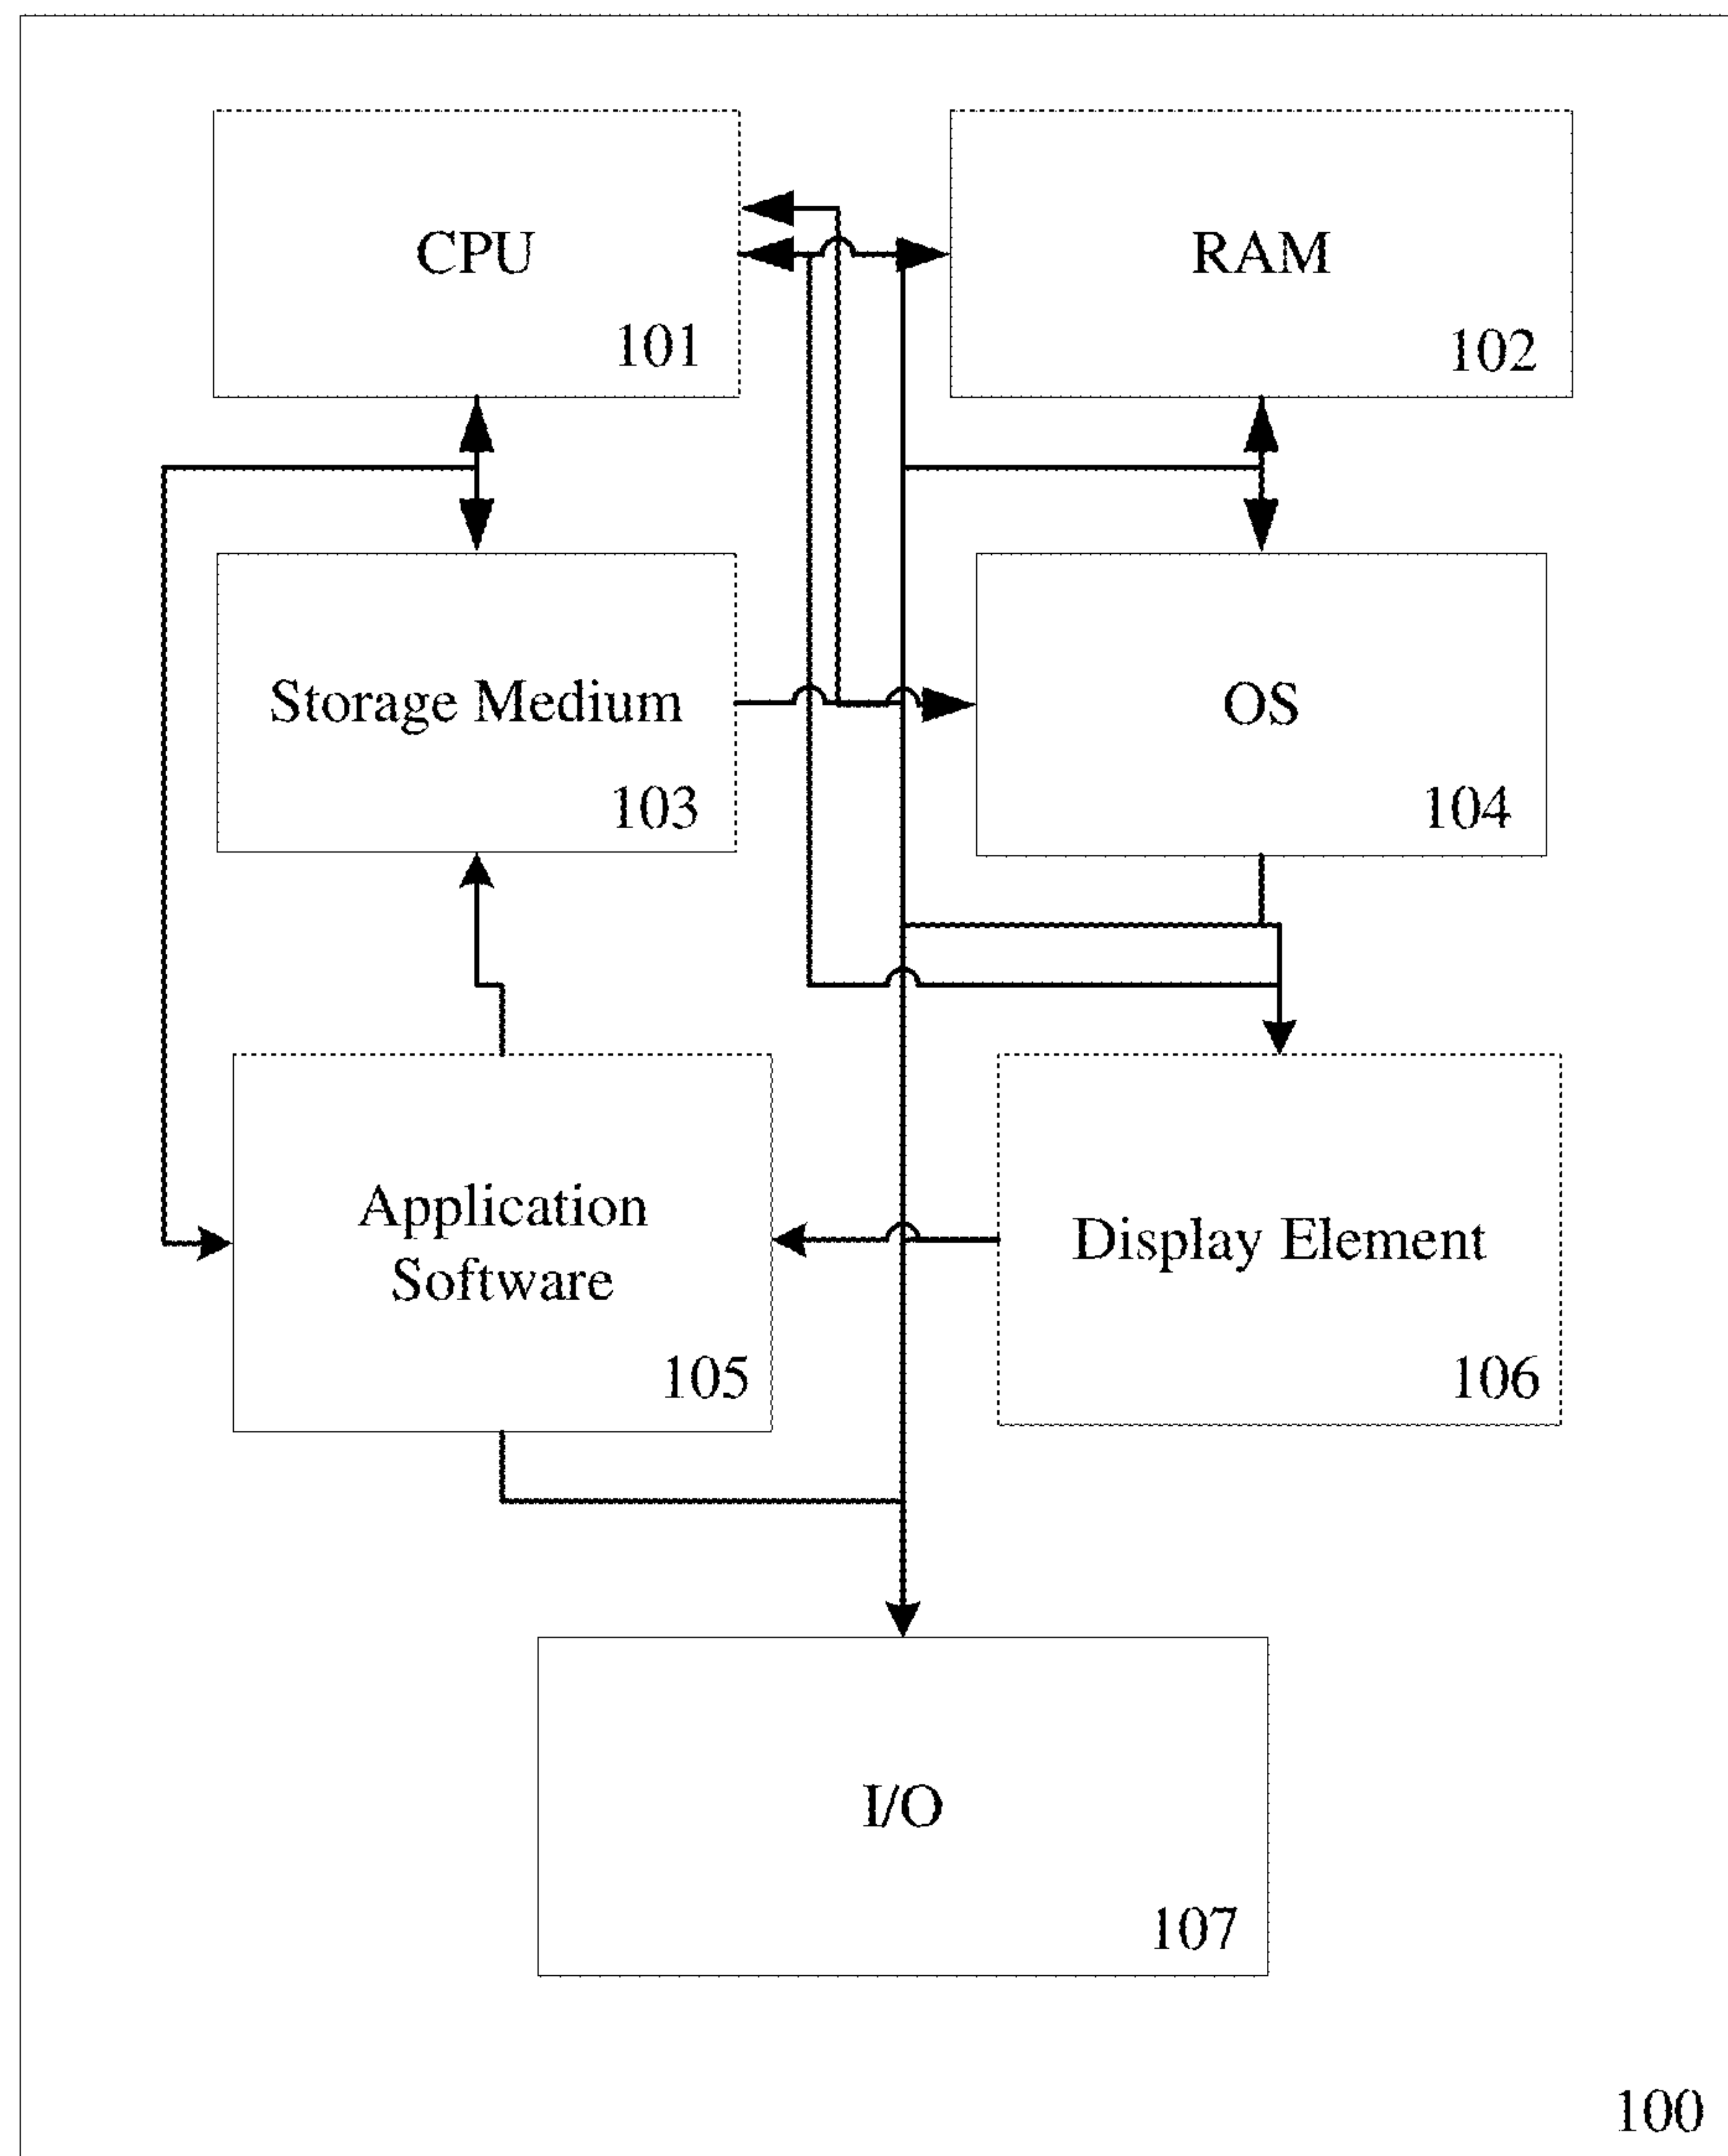 CPU
101
RAM
102
Storage Medium
103
OS
104
Application
Software
105
Display Element
106
I/O
107
100